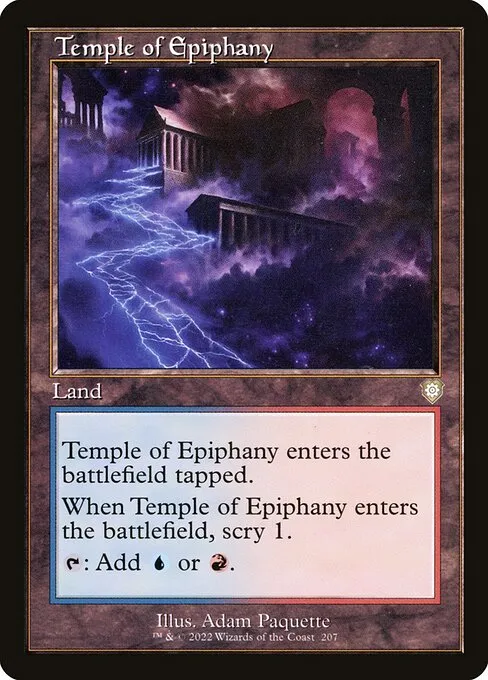 Temple of Epiphany
Land
Temple of Epiphany enters the
battlefield tapped.
When Temple of Epiphany enters
the battlefield, scry 1.
: Add or .
Illus. Adam Paquette
™ & © 2022 Wizards of the Coast 207